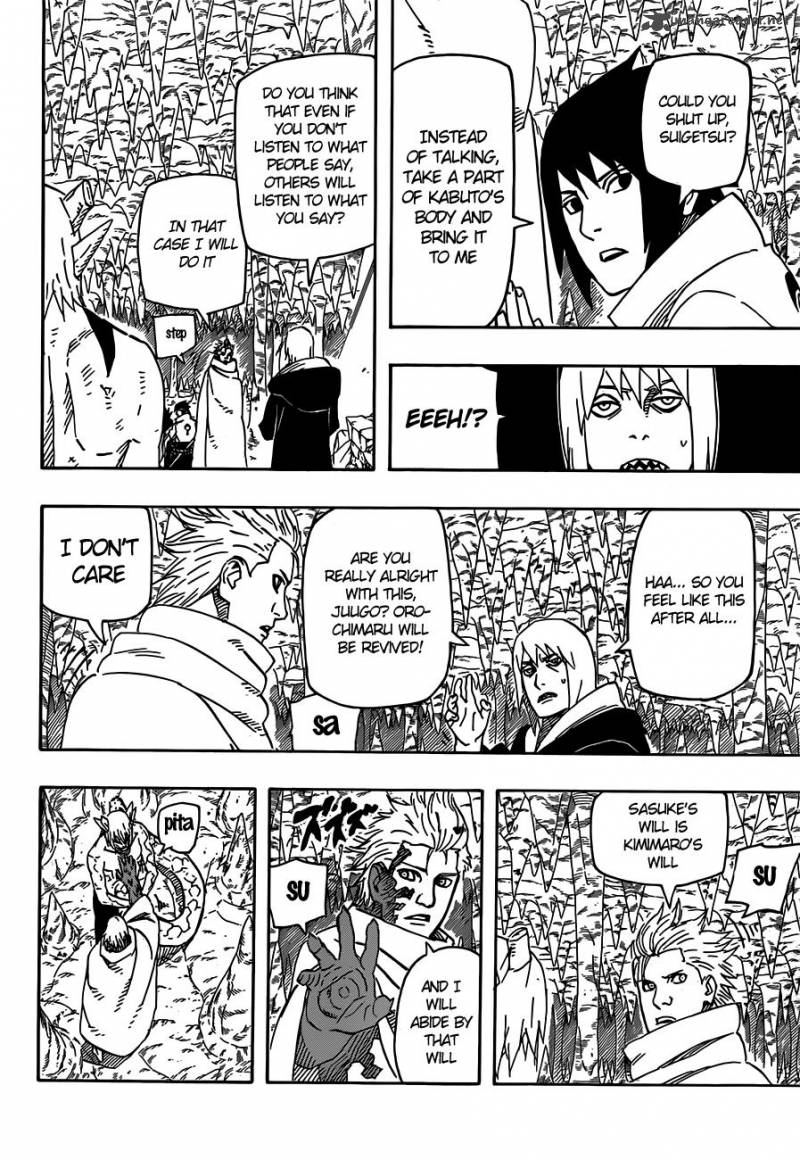 COULD YOU
SHUT UP,
SUIGETSU?
INSTEAD
OF TALKING,
TAKE A PART
OF KABUTO'S
BODY AND
BRING IT
TO ME
EEEH!?
DO YOU THINK
THAT EVEN IF
YOU DON'T
LISTEN TO WHAT
PEOPLE SAY,
OTHERS WILL
LISTEN TO WHAT
YOU SAY?
IN THAT
CASE I WILL
DO IT
step
HAA... SO YOU
FEEL LIKE THIS
AFTER ALL...
ARE YOU
REALLY ALRIGHT
WITH THIS,
JUUGO? ORO-
CHIMARU WILL
BE REVIVED!
sa
I DON'T
CARE
SASUKE'S
WILL IS
KIMIMARO'S
WILL
SU
ズズズ
SU
AND I
WILL
ABIDE BY
THAT
WILL
pita